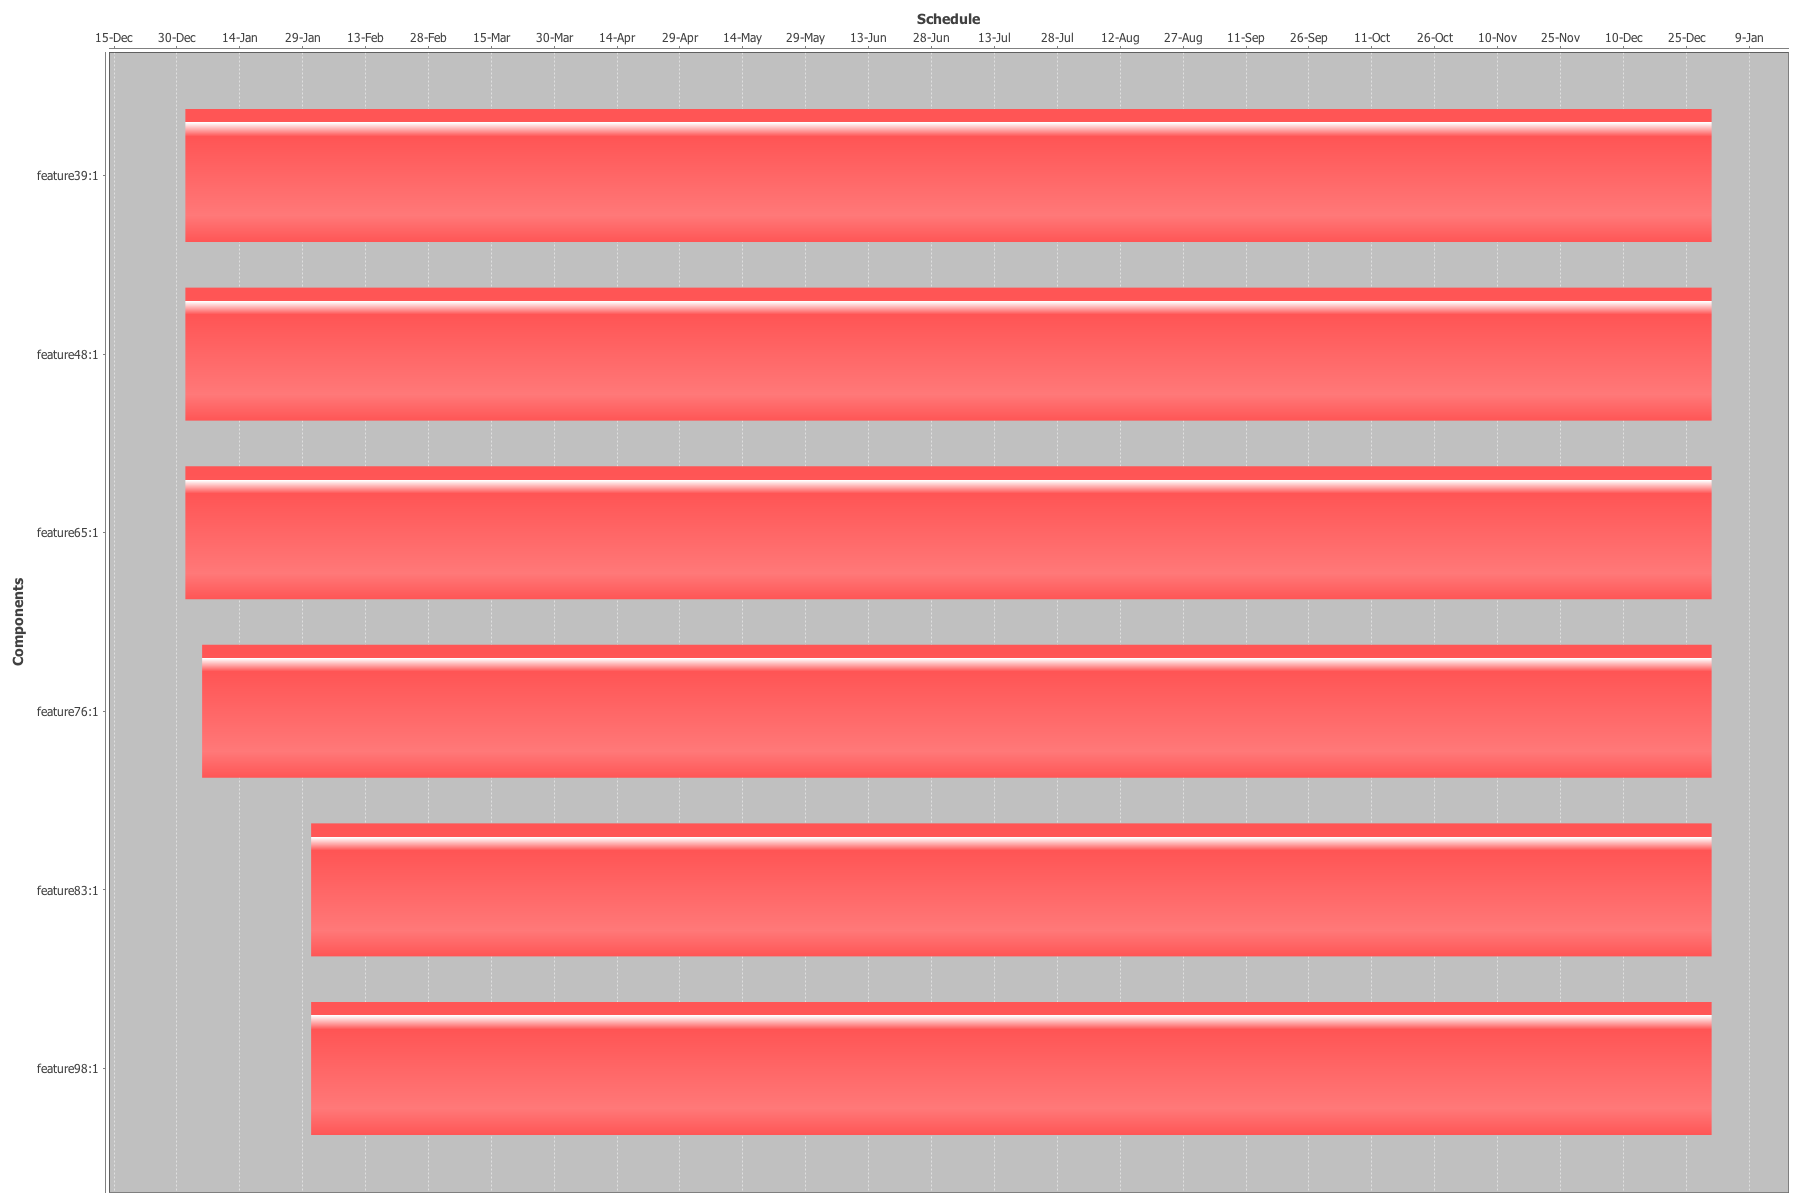 Schedule
15-Dec 30-Dec 14-Jan 29-Jan 13-Feb 28-Feb 15-Mar 30-Mar 14-Apr 29-Apr 14-May 29-May 13-Jun 28-Jun 13-Jul 28-Jul 12-Aug 27-Aug 11-Sep 26-Sep 11-Oct 26-Oct 10-Nov 25-Nov 10-Dec 25-Dec 9-Jan
Components
feature39:1
feature48:1
feature65:1
feature76:1
feature83:1
feature98:1